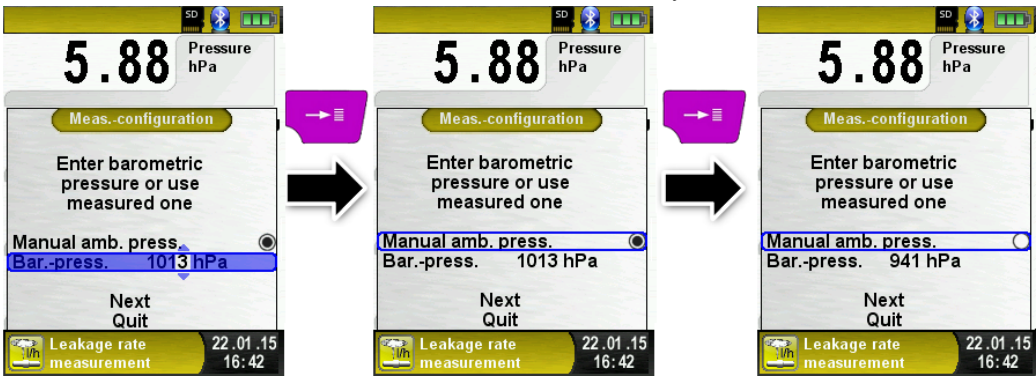 SD
5.88 Pressure
hPa
Meas.-configuration
Enter barometric
pressure or use
measured one
Manual amb. press.
Bar.-press. 1013 hPa
Next
Quit
l/h Leakage rate
measurement
22.01.15
16:42
SD
5.88 Pressure
hPa
Meas.-configuration
Enter barometric
pressure or use
measured one
Manual amb. press.
Bar.-press. 1013 hPa
Next
Quit
l/h Leakage rate
measurement
22.01.15
16:42
SD
5.88 Pressure
hPa
Meas.-configuration
Enter barometric
pressure or use
measured one
Manual amb. press.
Bar.-press. 941 hPa
Next
Quit
l/h Leakage rate
measurement
22.01.15
16:42